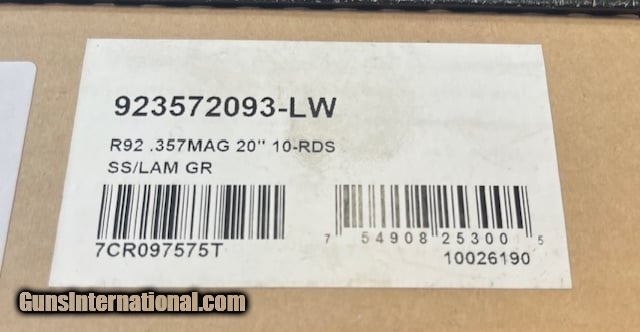 923572093-LW
R92 .357MAG 20" 10-RDS
SS/LAM GR
7CR097575T
7 54908 25300 5
10026190
GunsInternational.com